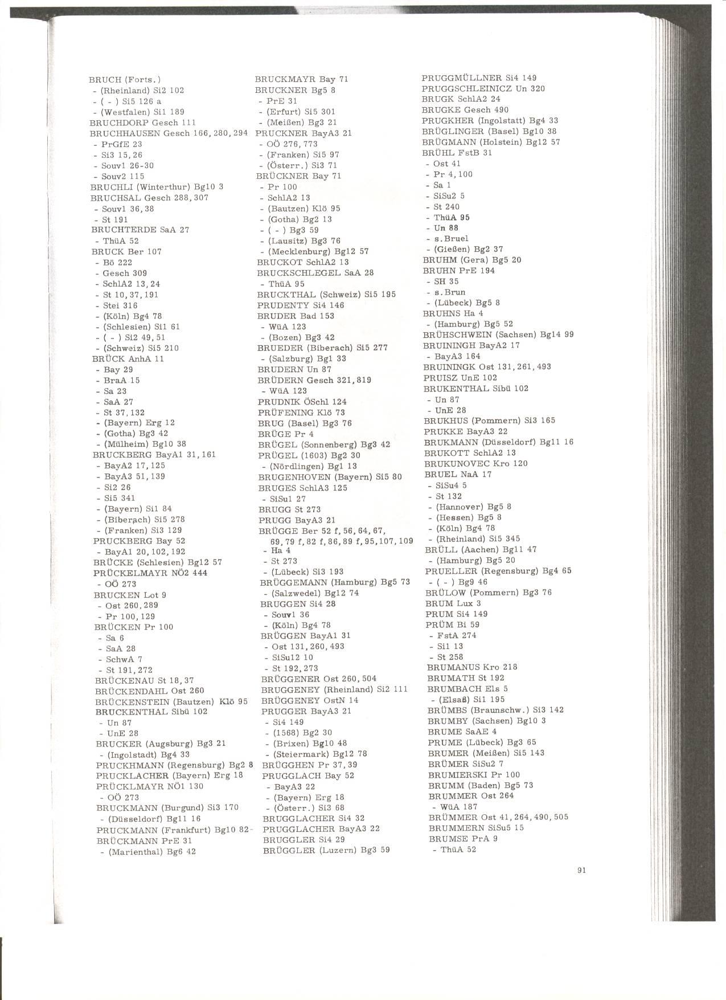 BRUCH (Forts.)
- (Rheinland) Si2 102
- ( - ) Si5 126 a
- (Westfalen) Si1 189
BRUCHDORP Gesch 111
BRUCHHAUSEN Gesch 166, 280, 294
- PrGfE 23
- Si3 15, 26
- Souv1 26-30
- Souv2 115
BRUCHLI (Winterthur) Bg10 3
BRUCHSAL Gesch 288, 307
- Souv1 36, 38
- St 191
BRUCHTERDE SaA 27
- ThüA 52
BRUCK Ber 107
- Bö 222
- Gesch 309
- SchlA2 13, 24
- St 10, 37, 191
- Stei 316
- (Köln) Bg4 78
- (Schlesien) Si1 61
- ( - ) Si2 49, 51
- (Schweiz) Si5 210
BRÜCK AnhA 11
- Bay 29
- BraA 15
- Sa 23
- SaA 27
- St 37, 132
- (Bayern) Erg 12
- (Gotha) Bg3 42
- (Mülheim) Bg10 38
BRUCKBERG BayA1 31, 161
- BayA2 17, 125
- BayA3 51, 139
- Si2 26
- Si5 341
- (Bayern) Si1 84
- (Biberach) Si5 278
- (Franken) Si3 129
PRUCKBERG Bay 52
- BayA1 20, 102, 192
BRÜCKE (Schlesien) Bg12 57
PRÜCKELMAYR NÖ2 444
- OÖ 273
BRUCKEN Lot 9
- Ost 260, 289
- Pr 100, 129
BRÜCKEN Pr 100
- Sa 6
- SaA 28
- SchwA 7
- St 191, 272
BRÜCKENAU St 18, 37
BRÜCKENDAHL Ost 260
BRÜCKENSTEIN (Bautzen) Klö 95
BRUCKENTHAL Sibü 102
- Un 87
- UnE 28
BRUCKER (Augsburg) Bg3 21
- (Ingolstadt) Bg4 33
PRUCKHMANN (Regensburg) Bg2 8
PRUCKLACHER (Bayern) Erg 18
PRÜCKLMAYR NÖ1 130
- OÖ 273
BRUCKMANN (Burgund) Si3 170
- (Düsseldorf) Bg11 16
PRUCKMANN (Frankfurt) Bg10 82-
BRÜCKMANN PrE 31
- (Marienthal) Bg6 42
BRUCKMAYR Bay 71
BRUCKNER Bg5 8
- PrE 31
- (Erfurt) Si5 301
- (Meißen) Bg3 21
PRUCKNER BayA3 21
- OÖ 276, 773
- (Franken) Si5 97
- (Österr.) Si3 71
BRÜCKNER Bay 71
- Pr 100
- SchlA2 13
- (Bautzen) Klö 95
- (Gotha) Bg2 13
- ( - ) Bg3 59
- (Lausitz) Bg3 76
- (Mecklenburg) Bg12 57
BRUCKOT SchlA2 13
BRUCKSCHLEGEL SaA 28
- ThüA 95
BRUCKTHAL (Schweiz) Si5 195
PRUDENTY Si4 146
BRUDER Bad 153
- WüA 123
- (Bozen) Bg3 42
BRUEDER (Biberach) Si5 277
- (Salzburg) Bg1 33
BRUDERN Un 87
BRÜDERN Gesch 321, 819
- WüA 123
PRUDNIK ÖSchl 124
PRÜFENING Klö 73
BRUG (Basel) Bg3 76
BRÜGE Pr 4
BRÜGEL (Sonnenberg) Bg3 42
PRÜGEL (1603) Bg2 30
- (Nördlingen) Bg1 13
BRUGENHOVEN (Bayern) Si5 80
BRUGES SchlA3 125
- SiSu1 27
BRUGG St 273
PRUGG BayA3 21
BRÜGGE Ber 52 f, 56, 64, 67,
69, 79 f, 82 f, 86, 89 f, 95, 107, 109
- Ha 4
- St 273
- (Lübeck) Si3 193
BRÜGGEMANN (Hamburg) Bg5 73
- (Salzwedel) Bg12 74
BRUGGEN Si4 28
- Souv1 36
- (Köln) Bg4 78
BRÜGGEN BayA1 31
- Ost 131, 260, 493
- SiSu12 10
- St 192, 273
BRÜGGENER Ost 260, 504
BRUGGENEY (Rheinland) Si2 111
BRÜGGENEY OstN 14
PRUGGER BayA3 21
- Si4 149
- (1568) Bg2 30
- (Brixen) Bg10 48
- (Steiermark) Bg12 78
BRÜGGHEN Pr 37, 39
PRUGGLACH Bay 52
- BayA3 22
- (Bayern) Erg 18
- (Österr.) Si3 68
BRUGGLACHER Si4 32
PRUGGLACHER BayA3 22
BRUGGLER Si4 29
BRÜGGLER (Luzern) Bg3 59
PRUGGMÜLLNER Si4 149
PRUGGSCHLEINICZ Un 320
BRUGK SchlA2 24
BRUGKE Gesch 490
PRUGKHER (Ingolstatt) Bg4 33
BRÜGLINGER (Basel) Bg10 38
BRÜGMANN (Holstein) Bg12 57
BRÜHL FstB 31
- Ost 41
- Pr 4, 100
- Sa 1
- SiSu2 5
- St 240
- ThüA 95
- Un 88
- s. Bruel
- (Gießen) Bg2 37
BRUHM (Gera) Bg5 20
BRUHN PrE 194
- SH 35
- s. Brun
- (Lübeck) Bg5 8
BRUHNS Ha 4
- (Hamburg) Bg5 52
BRÜHSCHWEIN (Sachsen) Bg14 99
BRUININGH BayA2 17
- BayA3 164
BRUININGK Ost 131, 261, 493
PRUISZ UnE 102
BRUKENTHAL Sibü 102
- Un 87
- UnE 28
BRUKHUS (Pommern) Si3 165
PRUKKE BayA3 22
BRUKMANN (Düsseldorf) Bg11 16
BRUKOTT SchlA2 13
BRUKUNOVEC Kro 120
BRUEL NaA 17
- SiSu4 5
- St 132
- (Hannover) Bg5 8
- (Hessen) Bg5 8
- (Köln) Bg4 78
- (Rheinland) Si5 345
BRÜLL (Aachen) Bg11 47
- (Hamburg) Bg5 20
PRUELLER (Regensburg) Bg4 65
- ( - ) Bg9 46
BRÜLOW (Pommern) Bg3 76
BRUM Lux 3
PRUM Si4 149
PRÜM Bi 59
- FstA 274
- Si1 13
- St 258
BRUMANUS Kro 218
BRUMATH St 192
BRUMBACH Els 5
- (Elsaß) Si1 195
BRÜMBS (Braunschw.) Si3 142
BRUMBY (Sachsen) Bg10 3
BRUME SaAE 4
PRUME (Lübeck) Bg3 65
BRUMER (Meißen) Si5 143
BRÜMER SiSu2 7
BRUMIERSKI Pr 100
BRUMM (Baden) Bg5 73
BRUMMER Ost 264
- WüA 187
BRÜMMER Ost 41, 264, 490, 505
BRUMMERN SiSu5 15
BRUMSE PrA 9
- ThüA 52
91